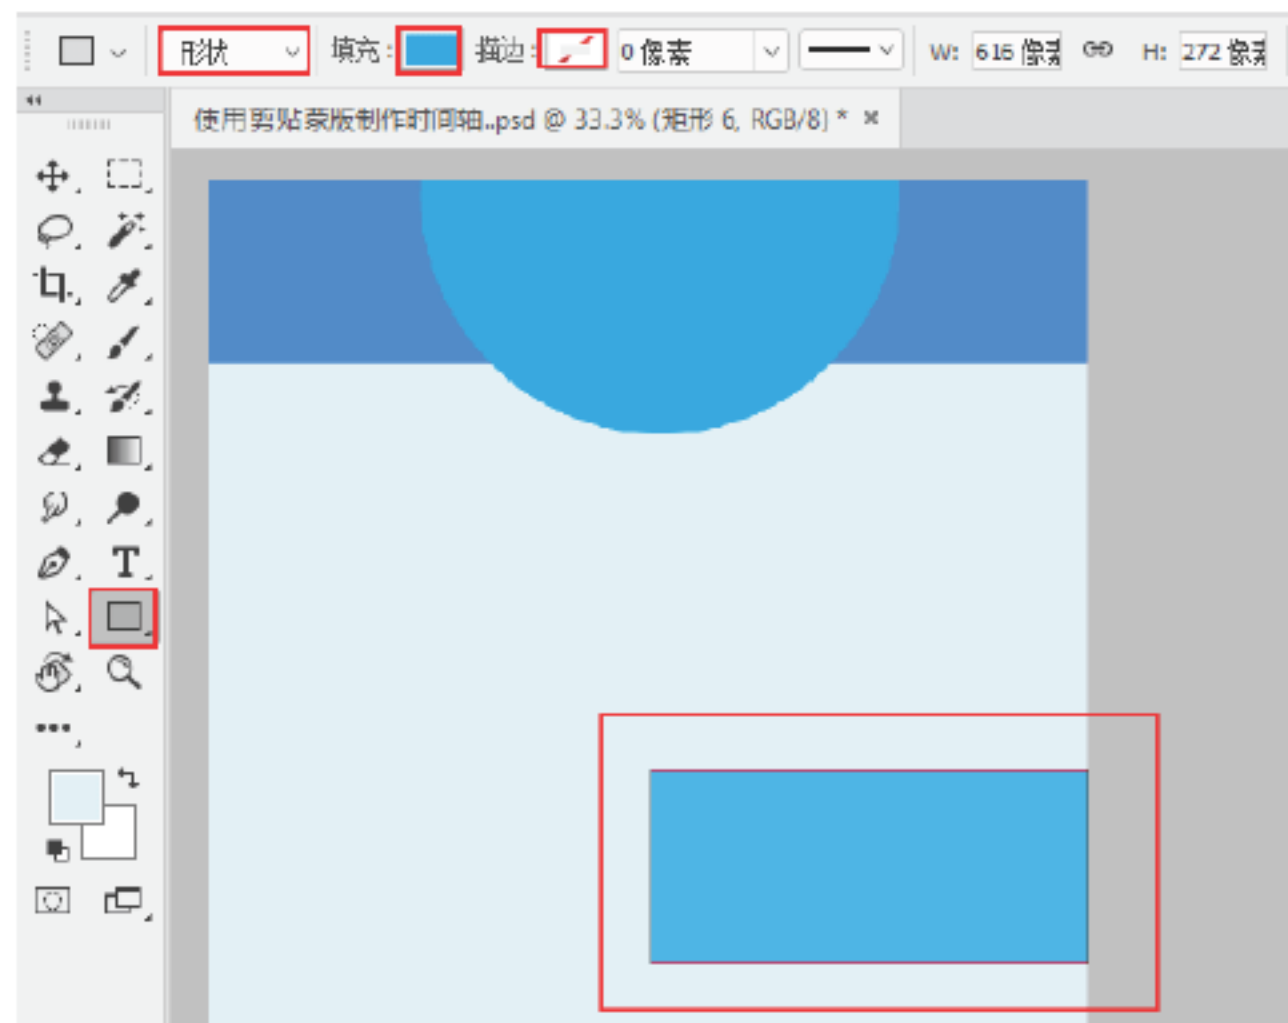 形状 填充: 描边: 0 像素 W: 616 像素 H: 272 像素
使用剪贴蒙版制作时间轴..psd @ 33.3% (矩形 6, RGB/8) * ×
T